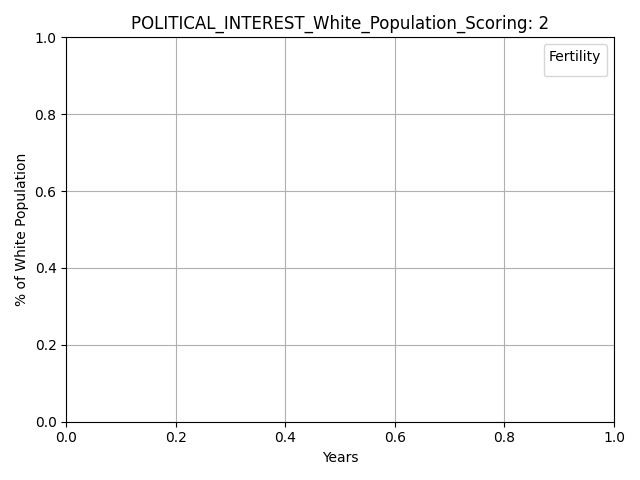 POLITICAL_INTEREST_White_Population_Scoring: 2
Fertility
% of White Population
1.0
0.8
0.6
0.4
0.2
0.0
0.0 0.2 0.4 0.6 0.8 1.0
Years